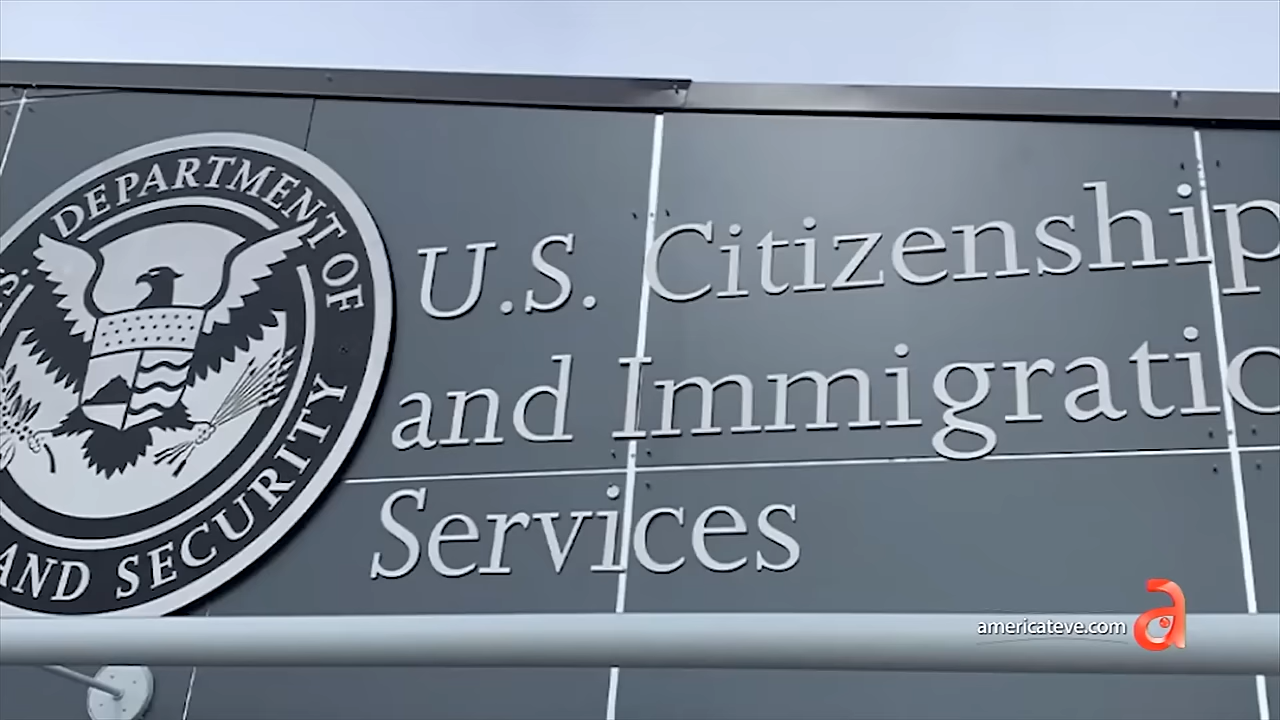 DEPARTMENT OF
AND SECURITY
U.S. Citizenship
and Immigratio
Services
americateve.com
a